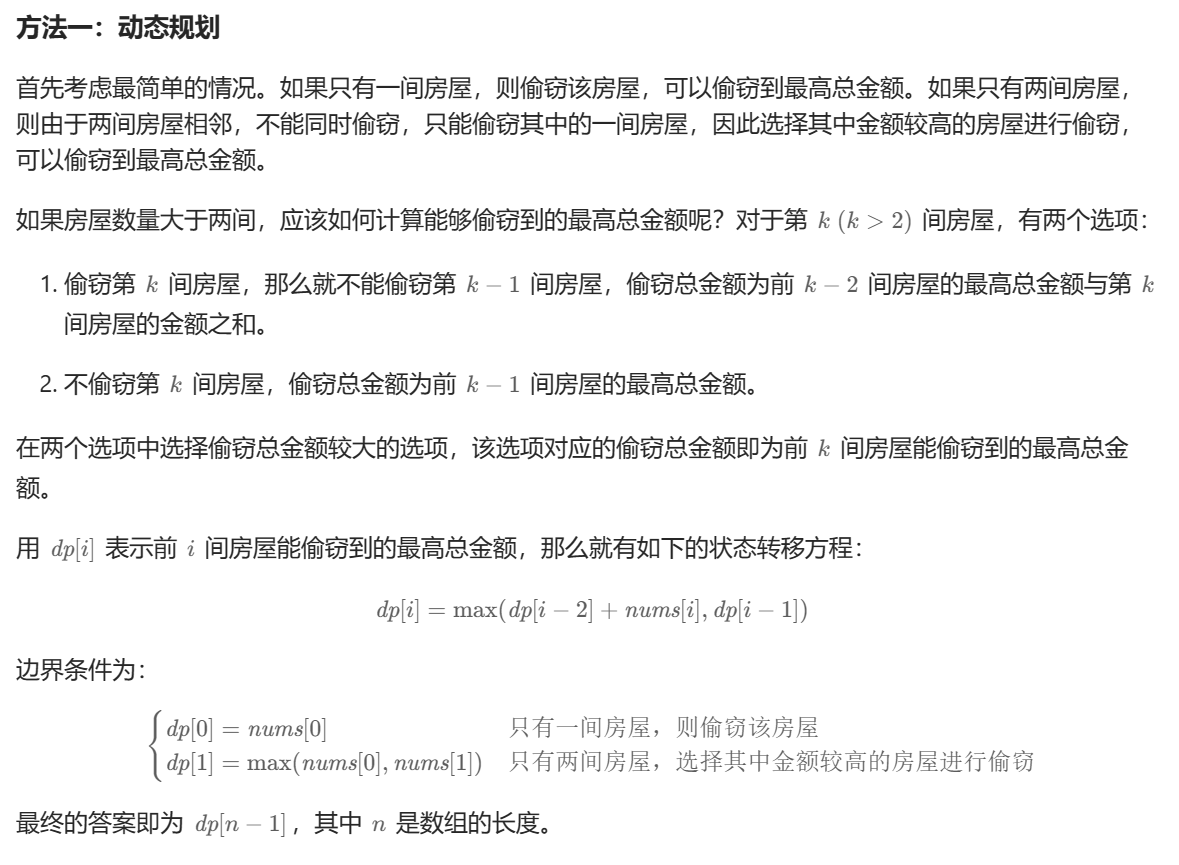 方法一：动态规划
首先考虑最简单的情况。如果只有一间房屋，则偷窃该房屋，可以偷窃到最高总金额。如果只有两间房屋，
则由于两间房屋相邻，不能同时偷窃，只能偷窃其中的一间房屋，因此选择其中金额较高的房屋进行偷窃，
可以偷窃到最高总金额。
如果房屋数量大于两间，应该如何计算能够偷窃到的最高总金额呢？对于第 k (k > 2) 间房屋，有两个选项：
1. 偷窃第 k 间房屋，那么就不能偷窃第 k − 1 间房屋，偷窃总金额为前 k − 2 间房屋的最高总金额与第 k
间房屋的金额之和。
2. 不偷窃第 k 间房屋，偷窃总金额为前 k − 1 间房屋的最高总金额。
在两个选项中选择偷窃总金额较大的选项，该选项对应的偷窃总金额即为前 k 间房屋能偷窃到的最高总金
额。
用 dp[i] 表示前 i 间房屋能偷窃到的最高总金额，那么就有如下的状态转移方程：
dp[i] = max(dp[i − 2] + nums[i], dp[i − 1])
边界条件为：
dp[0] = nums[0] 只有一间房屋，则偷窃该房屋
dp[1] = max(nums[0], nums[1]) 只有两间房屋，选择其中金额较高的房屋进行偷窃
最终的答案即为 dp[n − 1]，其中 n 是数组的长度。